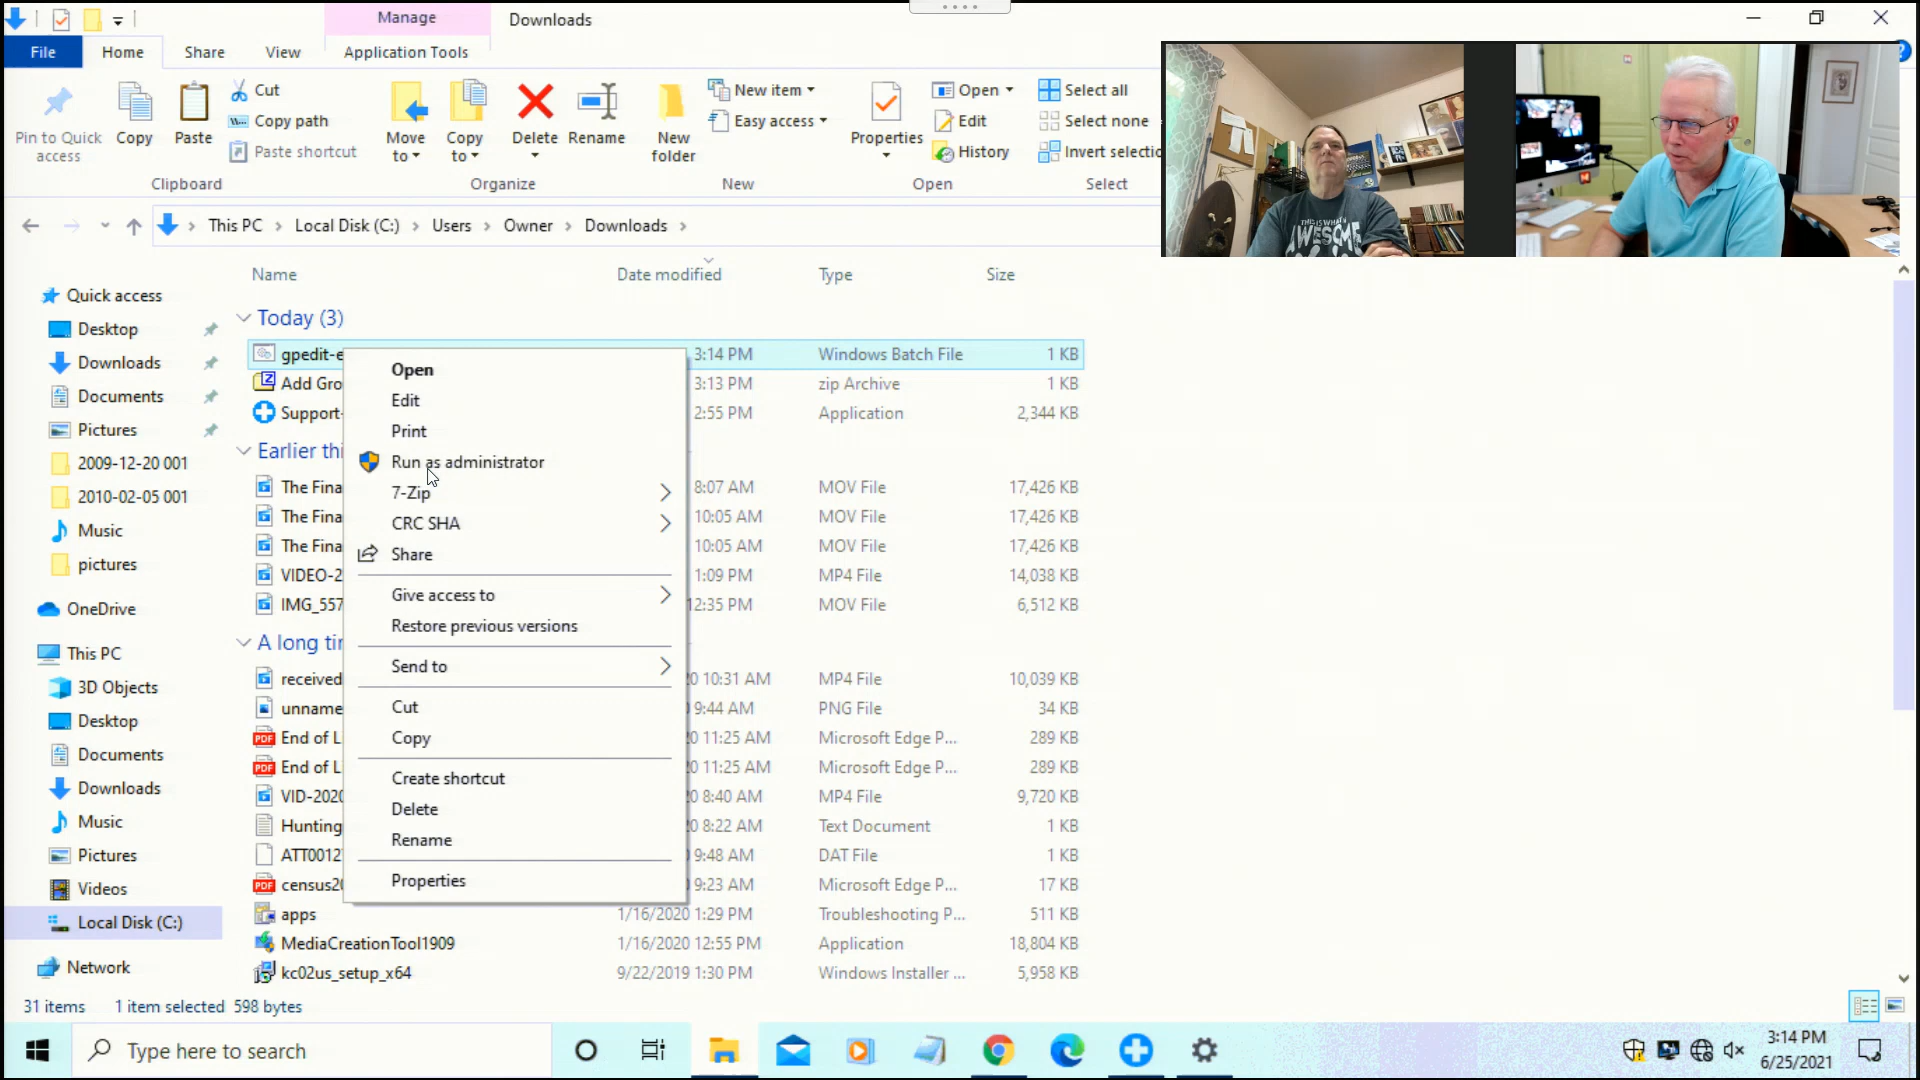 Manage
Downloads
File
Home
Share
View
Application Tools
Pin to Quick access
Copy
Paste
Cut
Copy path
Paste shortcut
Clipboard
Move to
Copy to
Delete
Rename
Organize
New folder
New item
Easy access
New
Properties
Open
Edit
History
Open
Select all
Select none
Invert selectio
Select
This PC
Local Disk (C:)
Users
Owner
Downloads
THIS IS WHAT
AWESOME
Name
Date modified
Type
Size
Quick access
Desktop
Downloads
Documents
Pictures
2009-12-20 001
2010-02-05 001
Music
pictures
OneDrive
This PC
3D Objects
Desktop
Documents
Downloads
Music
Pictures
Videos
Local Disk (C:)
Network
Today (3)
gpedit-e 3:14 PM Windows Batch File 1 KB
Add Gro 3:13 PM zip Archive 1 KB
Support- 2:55 PM Application 2,344 KB
Earlier thi
The Fina 8:07 AM MOV File 17,426 KB
The Fina 10:05 AM MOV File 17,426 KB
The Fina 10:05 AM MOV File 17,426 KB
VIDEO-2 1:09 PM MP4 File 14,038 KB
IMG_557 12:35 PM MOV File 6,512 KB
A long tir
received 0 10:31 AM MP4 File 10,039 KB
unname 0 9:44 AM PNG File 34 KB
End of L 0 11:25 AM Microsoft Edge P... 289 KB
End of L 0 11:25 AM Microsoft Edge P... 289 KB
VID-2020 0 8:40 AM MP4 File 9,720 KB
Hunting 0 8:22 AM Text Document 1 KB
ATT0012 9:48 AM DAT File 1 KB
census20 9:23 AM Microsoft Edge P... 17 KB
apps 1/16/2020 1:29 PM Troubleshooting P... 511 KB
MediaCreationTool1909 1/16/2020 12:55 PM Application 18,804 KB
kc02us_setup_x64 9/22/2019 1:30 PM Windows Installer ... 5,958 KB
Open
Edit
Print
Run as administrator
7-Zip
CRC SHA
Share
Give access to
Restore previous versions
Send to
Cut
Copy
Create shortcut
Delete
Rename
Properties
31 items 1 item selected 598 bytes
Type here to search
3:14 PM
6/25/2021